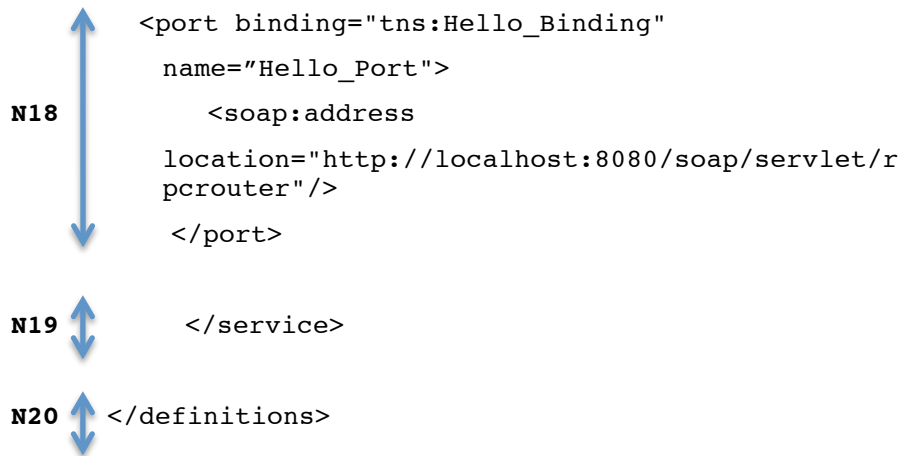 <port binding="tns:Hello_Binding"
name=”Hello_Port">
N18 <soap:address
location="http://localhost:8080/soap/servlet/r
pcrouter"/>
</port>
N19 </service>
N20 </definitions>